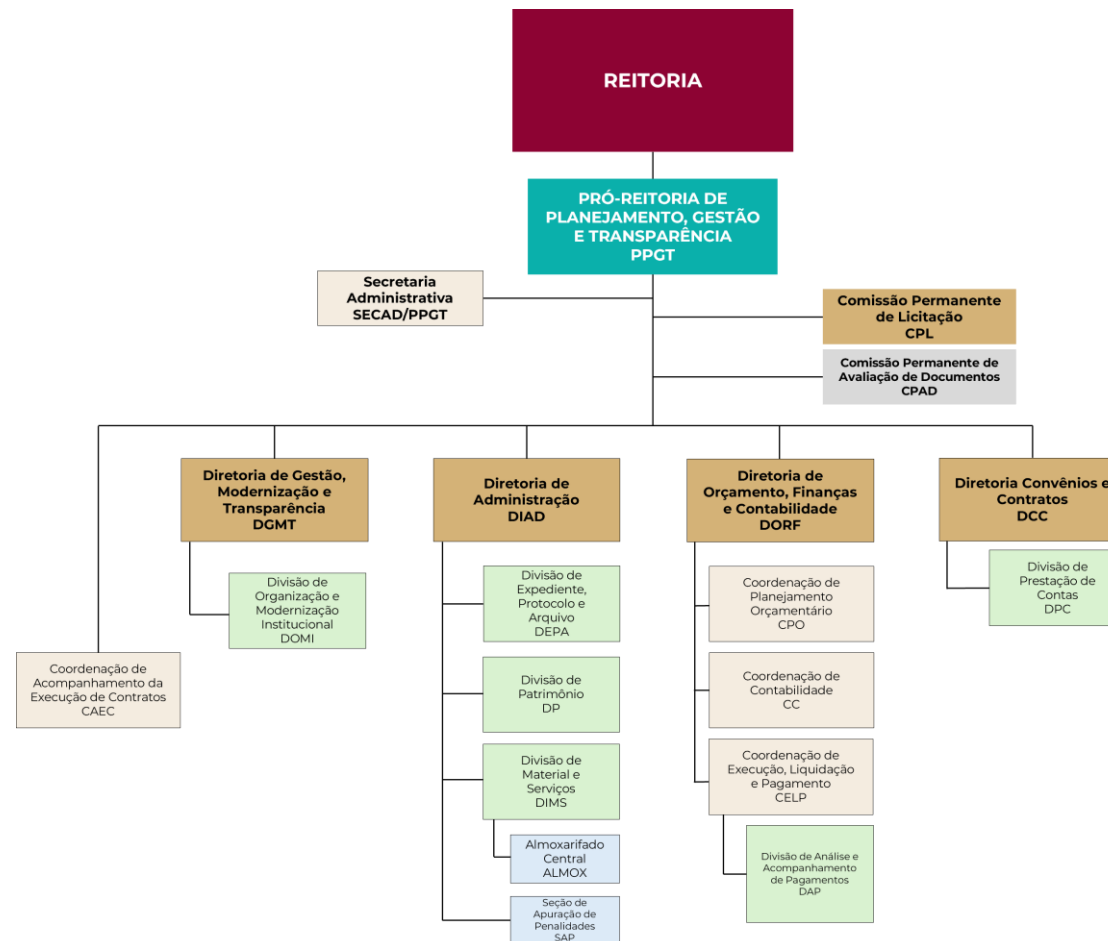 REITORIA
PRÓ-REITORIA DE
PLANEJAMENTO, GESTÃO
E TRANSPARÊNCIA
PPGT
Secretaria
Administrativa
SECAD/PPGT
Comissão Permanente
de Licitação
CPL
Comissão Permanente de
Avaliação de Documentos
CPAD
Diretoria de Gestão,
Modernização e
Transparência
DGMT
Diretoria de
Administração
DIAD
Diretoria de
Orçamento, Finanças
e Contabilidade
DORF
Diretoria Convênios e
Contratos
DCC
Divisão de
Organização e
Modernização
Institucional
DOMI
Divisão de
Expediente,
Protocolo e
Arquivo
DEPA
Coordenação de
Planejamento
Orçamentário
CPO
Divisão de
Prestação de
Contas
DPC
Coordenação de
Acompanhamento da
Execução de Contratos
CAEC
Divisão de
Patrimônio
DP
Coordenação de
Contabilidade
CC
Divisão de
Material e
Serviços
DIMS
Coordenação de
Execução, Liquidação
e Pagamento
CELP
Almoxarifado
Central
ALMOX
Divisão de Análise e
Acompanhamento
de Pagamentos
DAP
Seção de
Apuração de
Penalidades
SAP